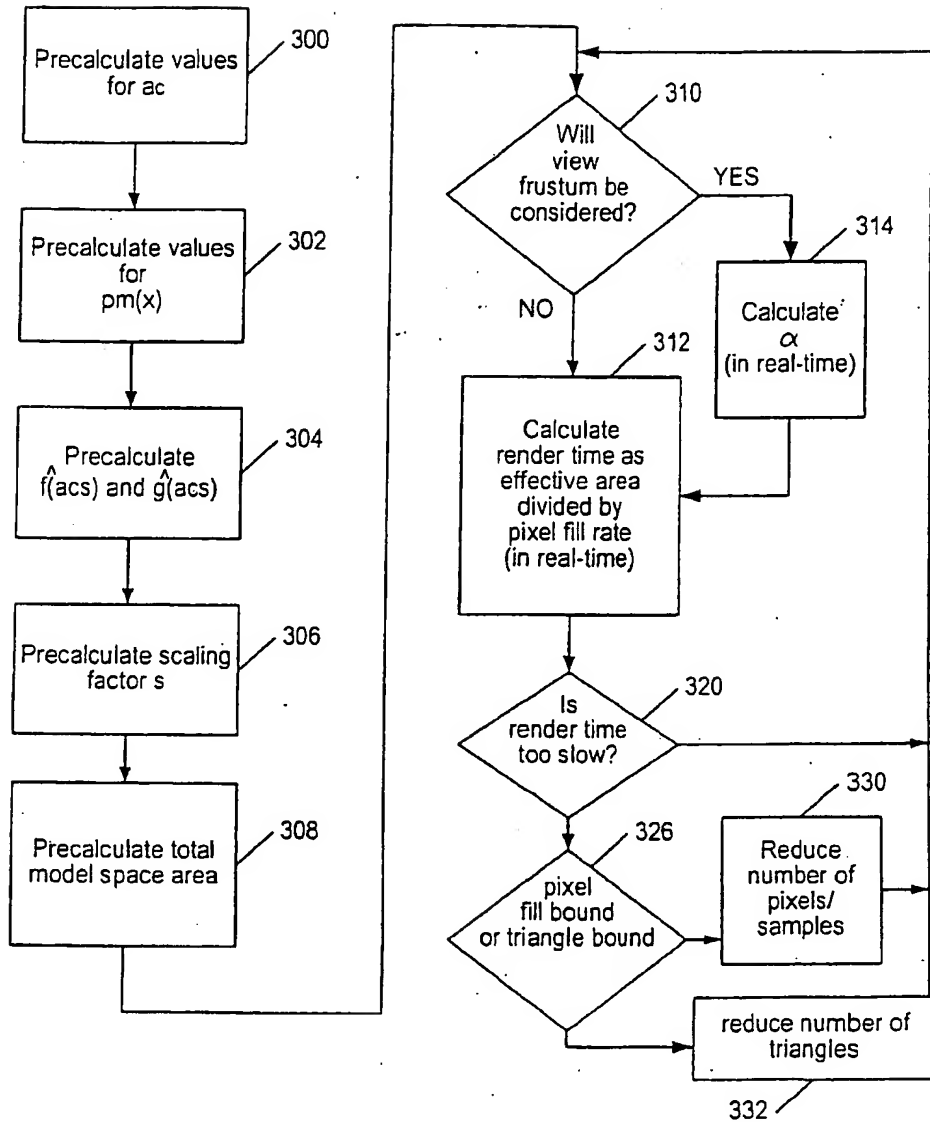 Precalculate values
for ac
300
Precalculate values
for
pm(x)
302
Precalculate
f̂(acs) and ĝ(acs)
304
Precalculate scaling
factor s
306
Precalculate total
model space area
308
Will
view
frustum be
considered?
310
YES
NO
314
Calculate
α
(in real-time)
312
Calculate
render time as
effective area
divided by
pixel fill rate
(in real-time)
Is
render time
too slow?
320
326
pixel
fill bound
or triangle bound
330
Reduce
number of
pixels/
samples
reduce number of
triangles
332